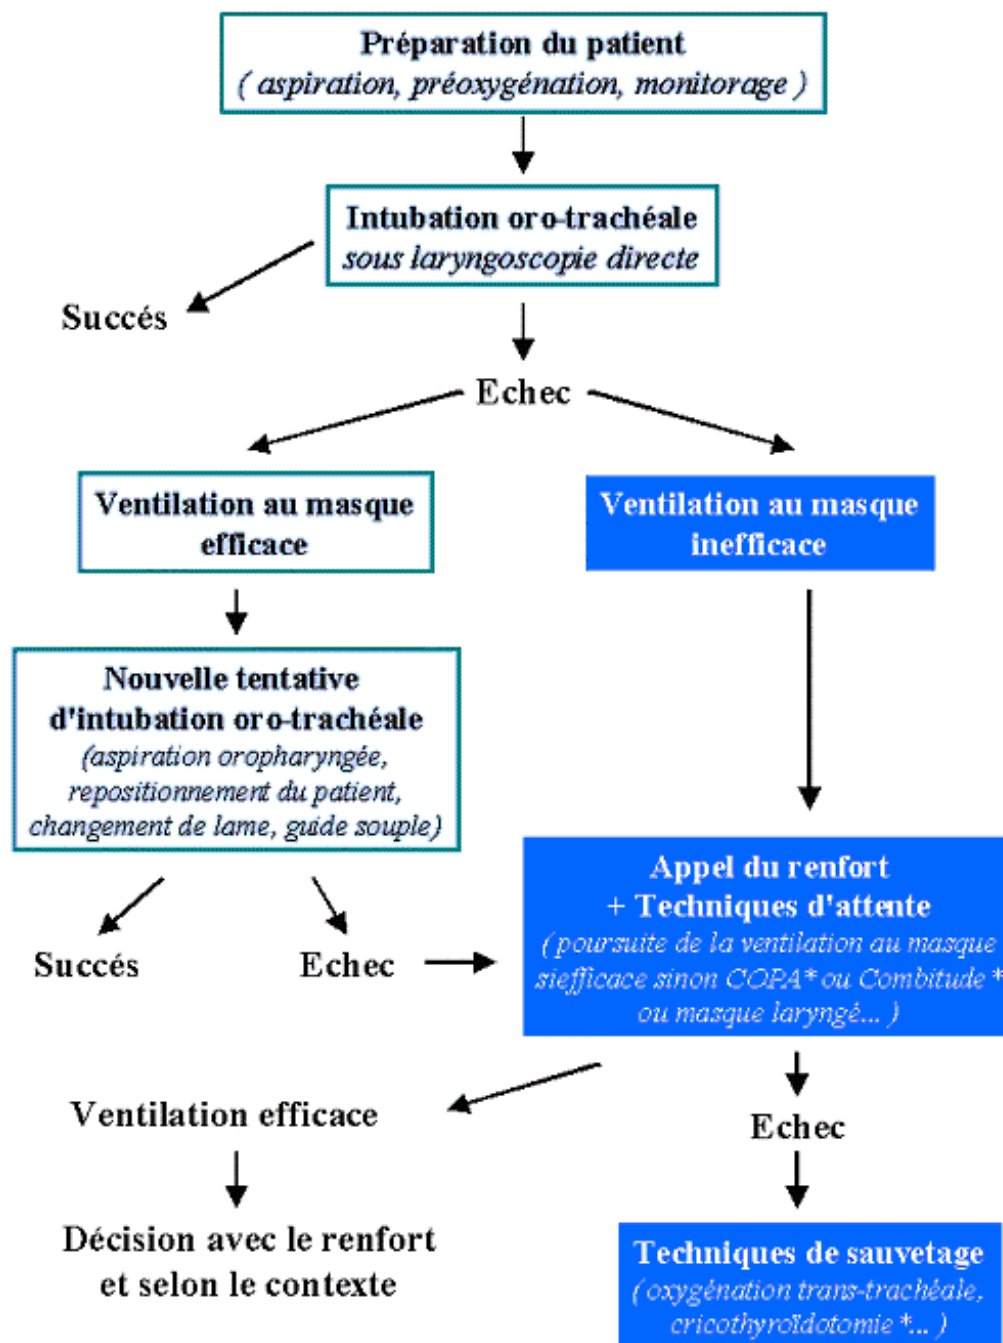 Préparation du patient
( aspiration, préoxygénation, monitorage )
Intubation oro-trachéale
sous laryngoscopie directe
Succés
Echec
Ventilation au masque
efficace
Ventilation au masque
inefficace
Nouvelle tentative
d'intubation oro-trachéale
(aspiration oropharyngée,
repositionnement du patient,
changement de lame, guide souple)
Appel du renfort
+ Techniques d'attente
( poursuite de la ventilation au masque
siefficace sinon COPA* ou Combitude *
ou masque laryngé... )
Succés
Echec
Ventilation efficace
Echec
Décision avec le renfort
et selon le contexte
Techniques de sauvetage
( oxygénation trans-trachéale,
cricothyroïdotomie *... )